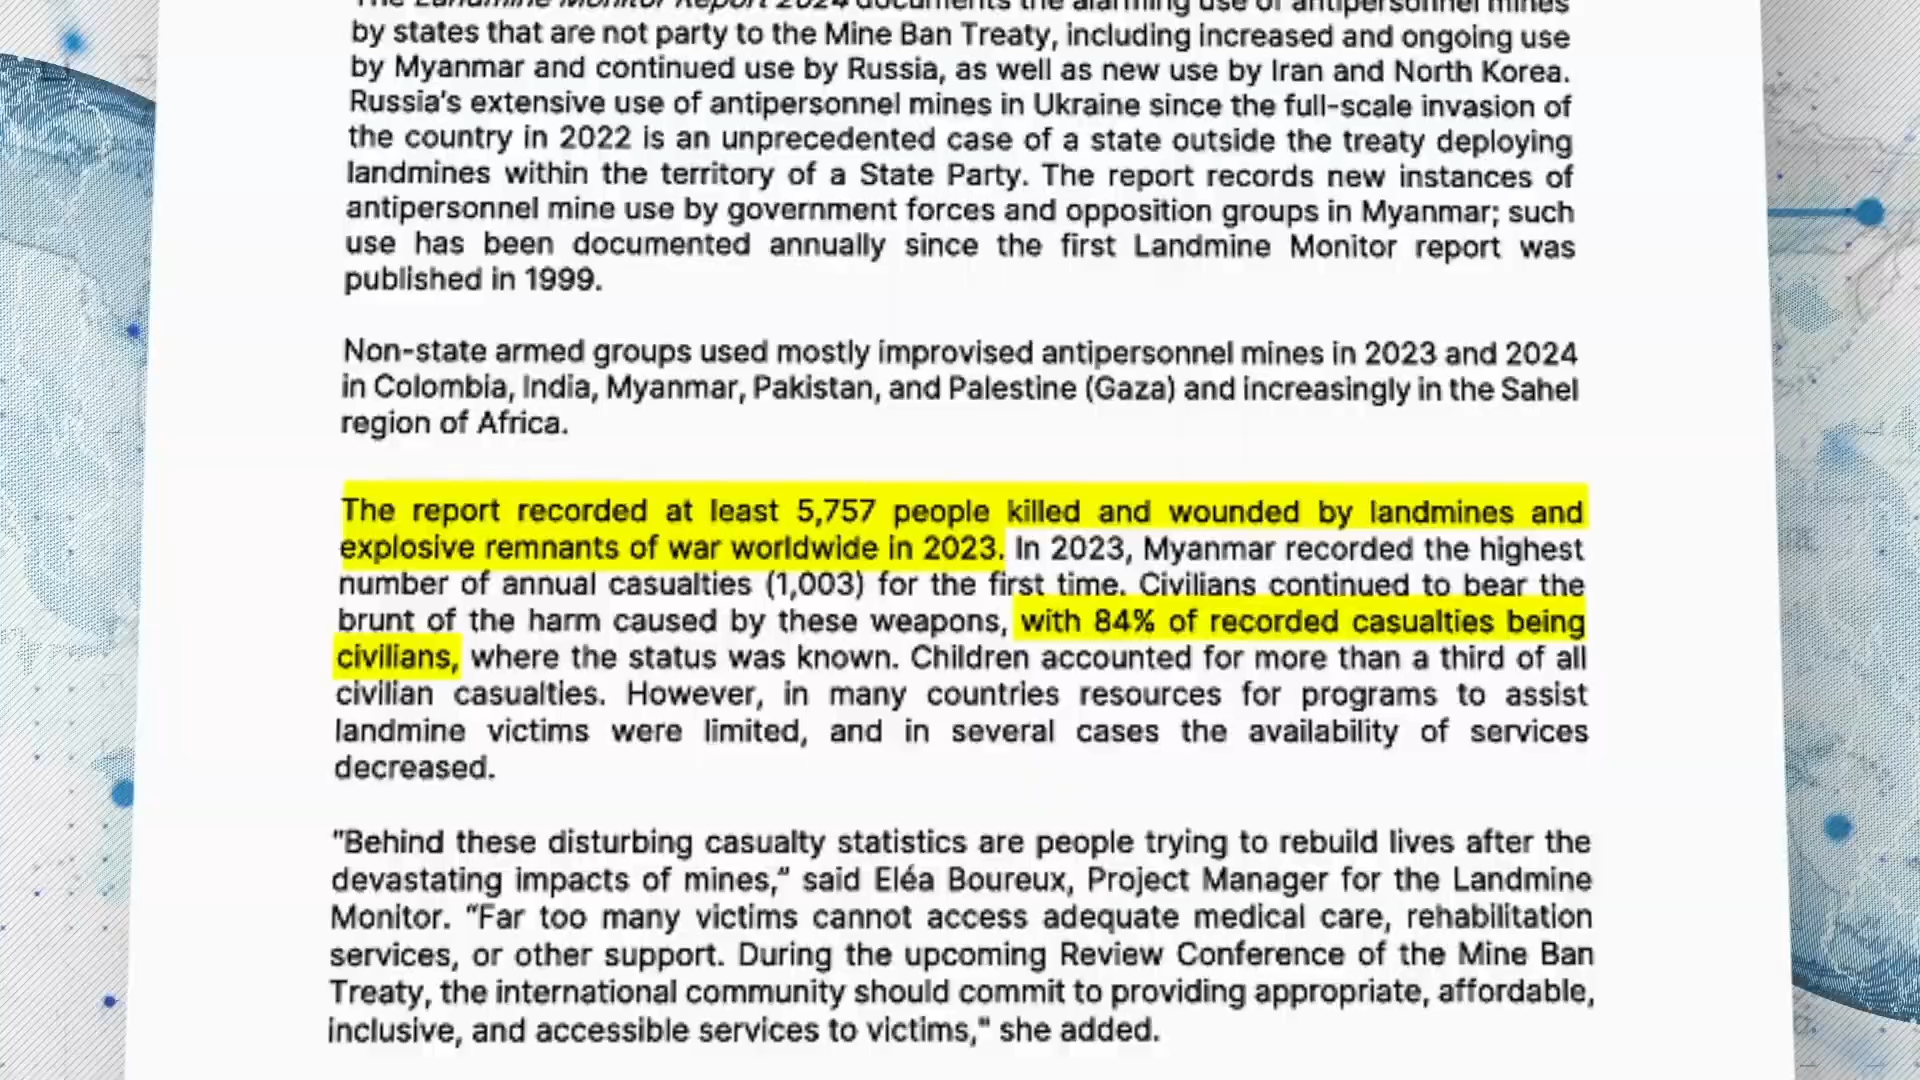 The Landmine Monitor Report 2024 documents the alarming use of antipersonnel mines
by states that are not party to the Mine Ban Treaty, including increased and ongoing use
by Myanmar and continued use by Russia, as well as new use by Iran and North Korea.
Russia's extensive use of antipersonnel mines in Ukraine since the full-scale invasion of
the country in 2022 is an unprecedented case of a state outside the treaty deploying
landmines within the territory of a State Party. The report records new instances of
antipersonnel mine use by government forces and opposition groups in Myanmar; such
use has been documented annually since the first Landmine Monitor report was
published in 1999.
Non-state armed groups used mostly improvised antipersonnel mines in 2023 and 2024
in Colombia, India, Myanmar, Pakistan, and Palestine (Gaza) and increasingly in the Sahel
region of Africa.
The report recorded at least 5,757 people killed and wounded by landmines and
explosive remnants of war worldwide in 2023. In 2023, Myanmar recorded the highest
number of annual casualties (1,003) for the first time. Civilians continued to bear the
brunt of the harm caused by these weapons, with 84% of recorded casualties being
civilians, where the status was known. Children accounted for more than a third of all
civilian casualties. However, in many countries resources for programs to assist
landmine victims were limited, and in several cases the availability of services
decreased.
"Behind these disturbing casualty statistics are people trying to rebuild lives after the
devastating impacts of mines,” said Eléa Boureux, Project Manager for the Landmine
Monitor. “Far too many victims cannot access adequate medical care, rehabilitation
services, or other support. During the upcoming Review Conference of the Mine Ban
Treaty, the international community should commit to providing appropriate, affordable,
inclusive, and accessible services to victims," she added.